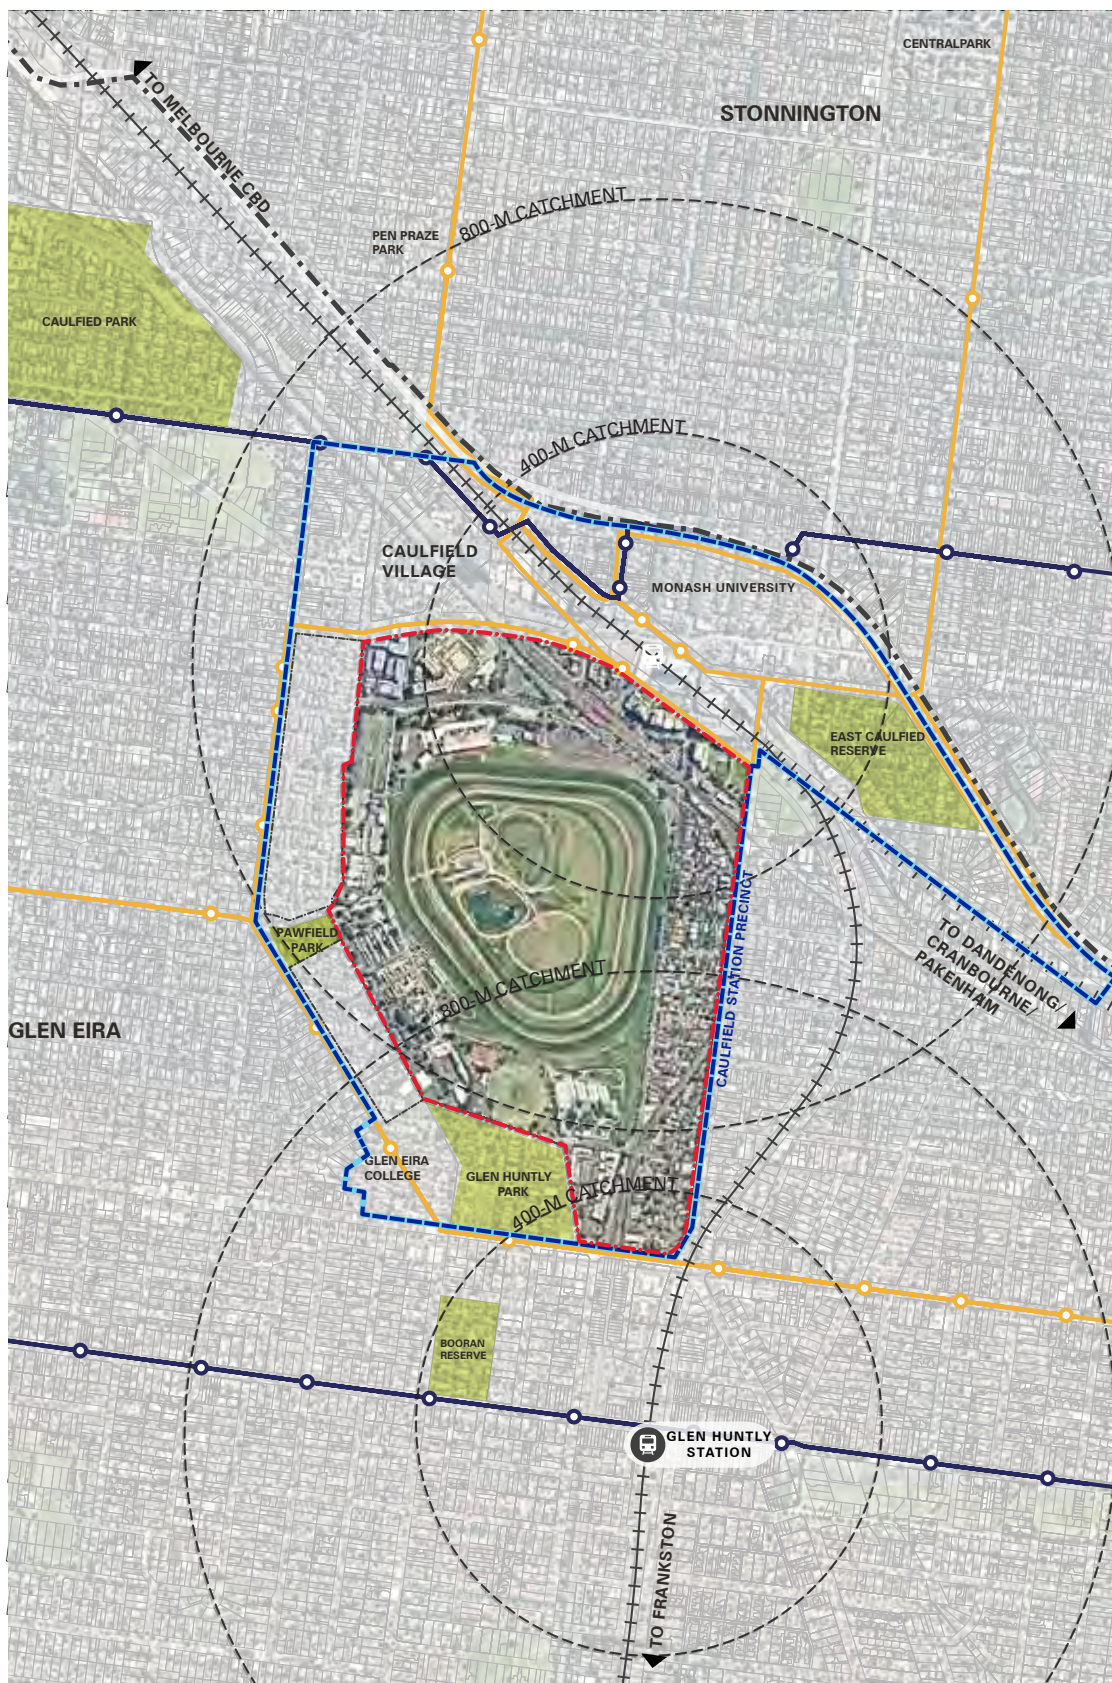 CENTRALPARK
STONNINGTON
TO MELBOURNE CBD
800-M CATCHMENT
PEN PRAZE
PARK
CAULFIED PARK
400-M CATCHMENT
CAULFIELD
VILLAGE
MONASH UNIVERSITY
EAST CAULFIED
RESERVE
CAULFIELD STATION PRECINCT
PAWFIELD
PARK
TO DANDENONG/
CRANBOURNE/
PAKENHAM
800-M CATCHMENT
GLEN EIRA
GLEN EIRA
COLLEGE
GLEN HUNTLY
PARK
400-M CATCHMENT
BOORAN
RESERVE
GLEN HUNTLY
STATION
TO FRANKSTON